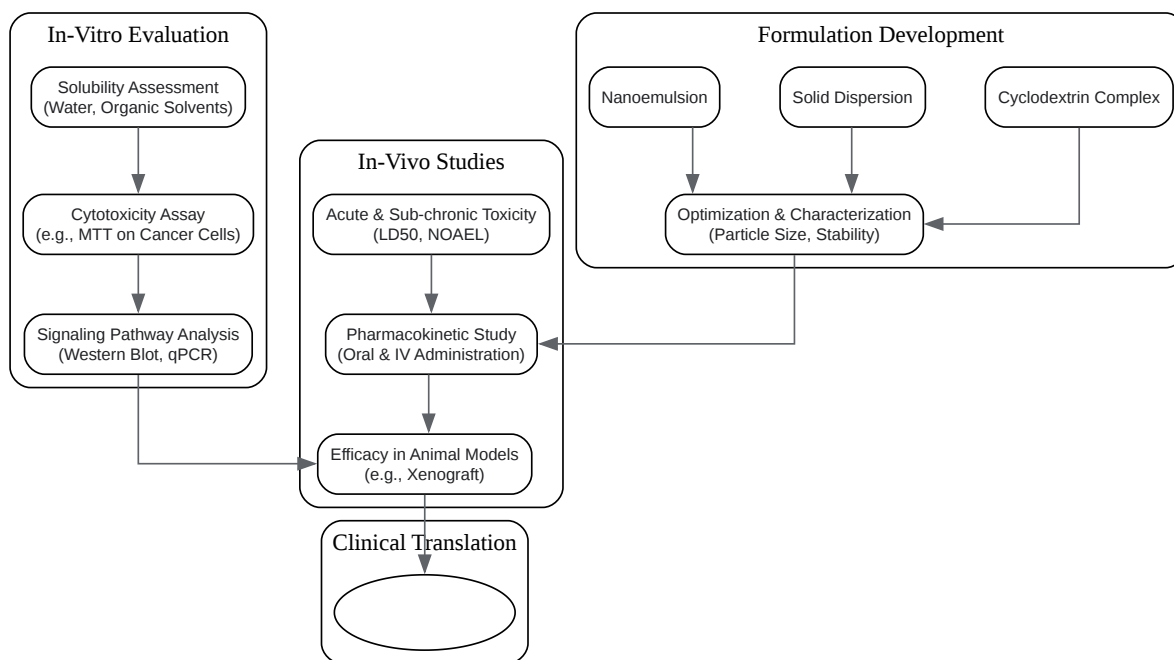 In-Vitro Evaluation
Solubility Assessment
(Water, Organic Solvents)
Cytotoxicity Assay
(e.g., MTT on Cancer Cells)
Signaling Pathway Analysis
(Western Blot, qPCR)
In-Vivo Studies
Acute & Sub-chronic Toxicity
(LD50, NOAEL)
Pharmacokinetic Study
(Oral & IV Administration)
Efficacy in Animal Models
(e.g., Xenograft)
Clinical Translation
Formulation Development
Nanoemulsion
Solid Dispersion
Cyclodextrin Complex
Optimization & Characterization
(Particle Size, Stability)